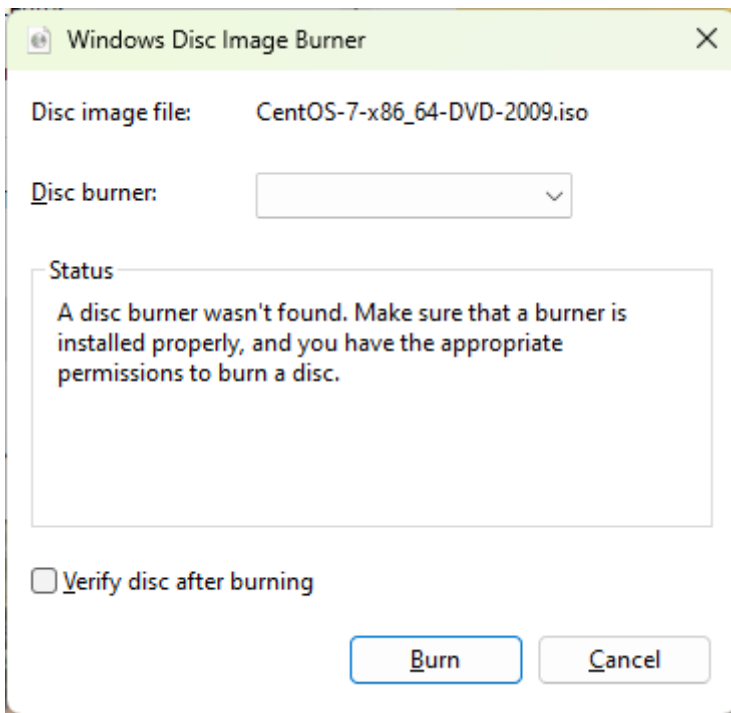 Windows Disc Image Burner
Disc image file: CentOS-7-x86_64-DVD-2009.iso
Disc burner:
Status
A disc burner wasn't found. Make sure that a burner is
installed properly, and you have the appropriate
permissions to burn a disc.
Verify disc after burning
Burn Cancel